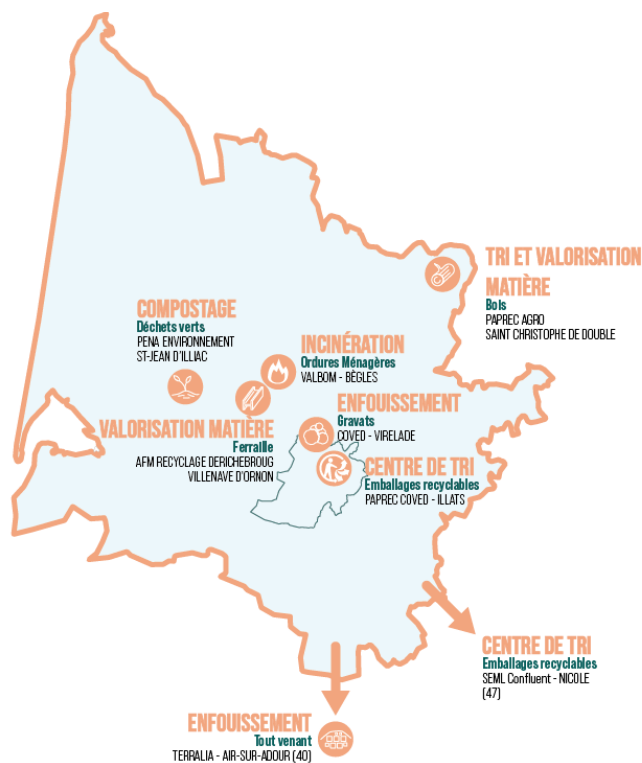 TRI ET VALORISATION
MATIÈRE
Bois
PAPREC AGRO
SAINT CHRISTOPHE DE DOUBLE
COMPOSTAGE
Déchets verts
PENA ENVIRONNEMENT
ST-JEAN D'ILLIAC
INCINÉRATION
Ordures Ménagères
VALBOM - BÈGLES
ENFOUISSEMENT
Gravats
COVED - VIRELADE
VALORISATION MATIÈRE
Ferraille
AFM RECYCLAGE DERICHEBROUG
VILLENAVE D'ORNON
CENTRE DE TRI
Emballages recyclables
PAPREC COVED - ILLATS
CENTRE DE TRI
Emballages recyclables
SEML Confluent - NICOLE
(47)
ENFOUISSEMENT
Tout venant
TERRALIA - AIR-SUR-ADOUR (40)